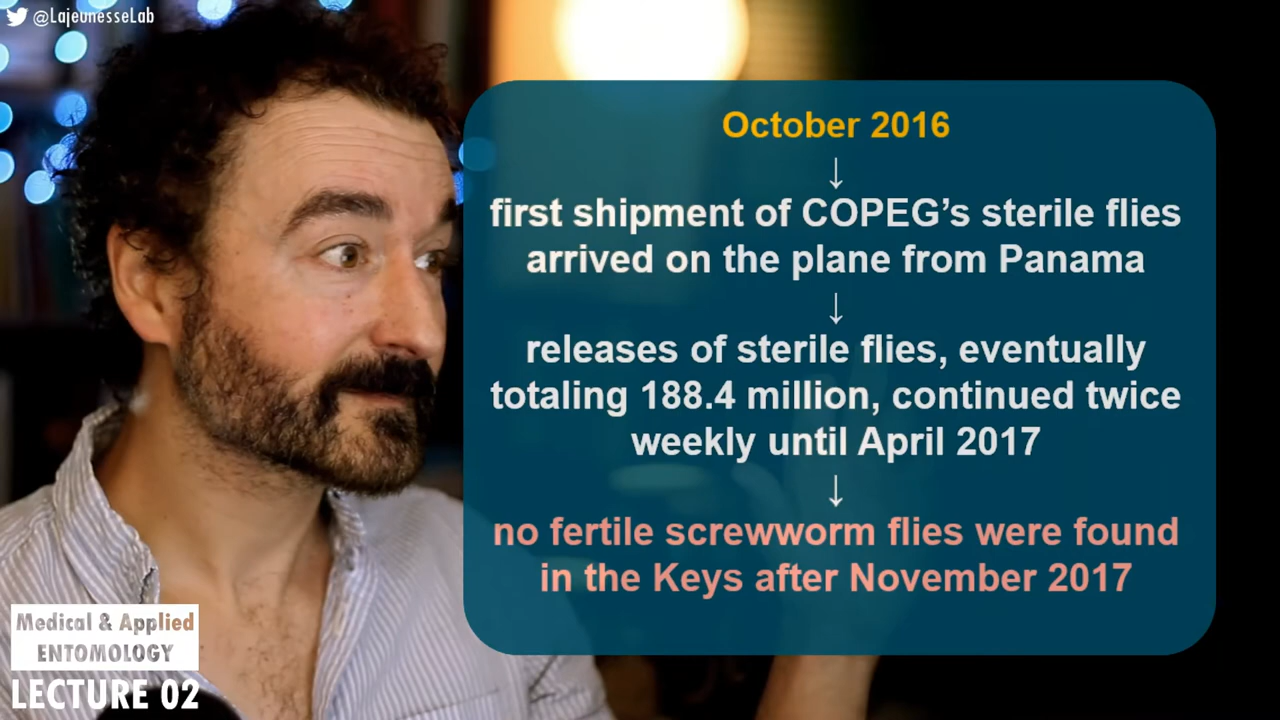 @LajeunesseLab
October 2016
↓
first shipment of COPEG's sterile flies
arrived on the plane from Panama
↓
releases of sterile flies, eventually
totaling 188.4 million, continued twice
weekly until April 2017
↓
no fertile screwworm flies were found
in the Keys after November 2017
Medical & Applied
ENTOMOLOGY
LECTURE 02